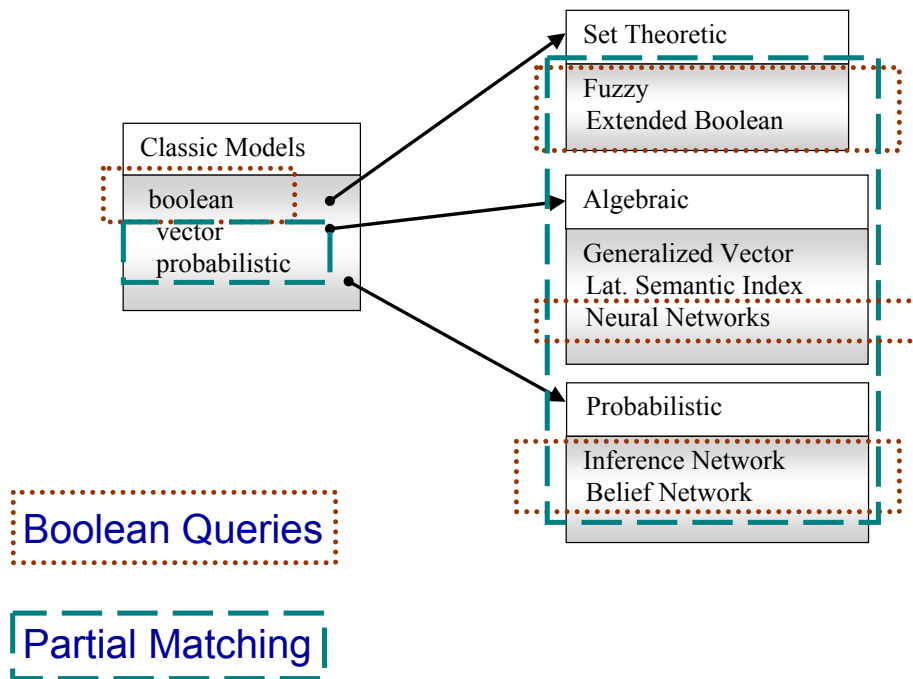 Classic Models
boolean
vector
probabilistic
Set Theoretic
Fuzzy
Extended Boolean
Algebraic
Generalized Vector
Lat. Semantic Index
Neural Networks
Probabilistic
Inference Network
Belief Network
Boolean Queries
Partial Matching